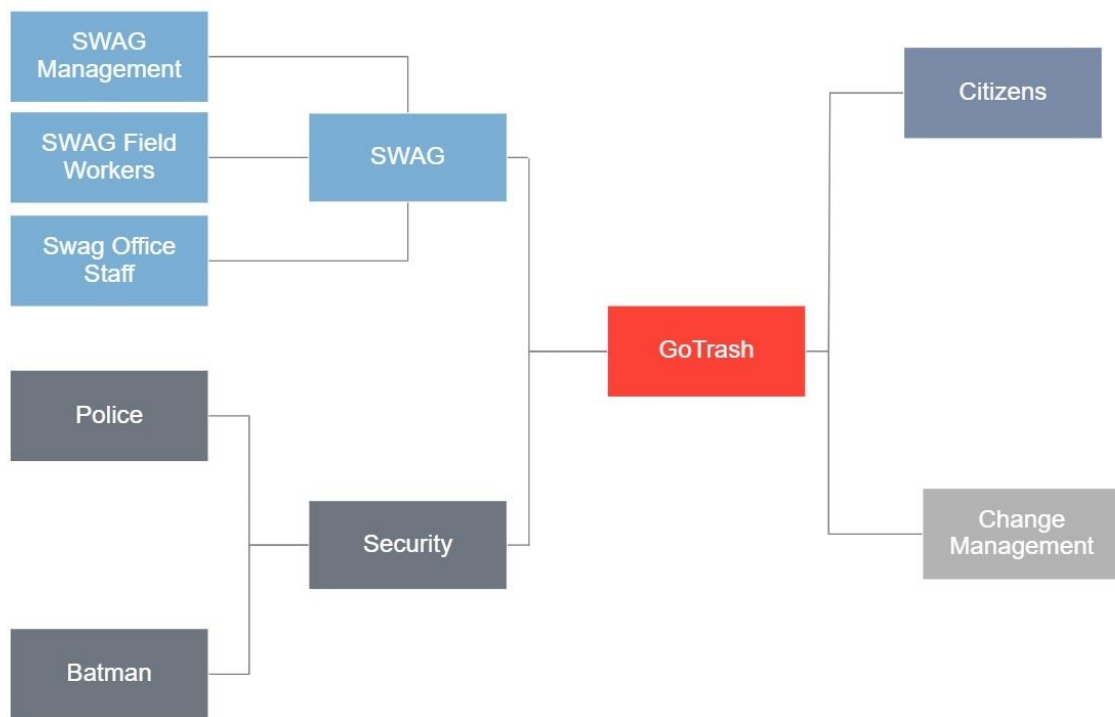 SWAG
Management
SWAG Field
Workers
Swag Office
Staff
SWAG
Police
Batman
Security
GoTrash
Citizens
Change
Management